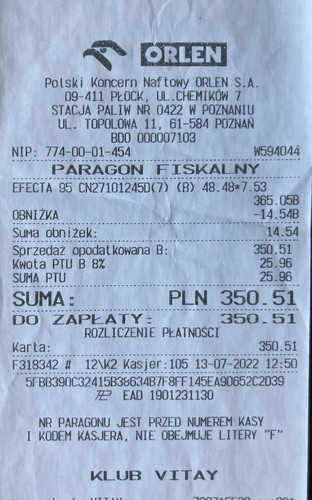 ORLEN
Polski Koncern Naftowy ORLEN S.A.
09-411 PŁOCK, UL.CHEMIKÓW 7
STACJA PALIW NR 0422 W POZNANIU
UL. TOPOLOWA 11, 61-584 POZNAŃ
BDO 000007103
NIP: 774-00-01-454 W594044
PARAGON FISKALNY
EFECTA 95 CN27101245D(7) (B) 48.48*7.53
365.05B
OBNIŻKA -14.54B
Suma obniżek: 14.54
Sprzedaż opodatkowana B: 350.51
Kwota PTU B 8% 25.96
SUMA PTU 25.96
SUMA: PLN 350.51
DO ZAPŁATY: 350.51
ROZLICZENIE PŁATNOŚCI
Karta: 350.51
F318342 # 12\K2 Kasjer:105 13-07-2022 12:50
5FBB390C32415B38634B7F8FF145EA9D652C2D39
EAD 1901231130
NR PARAGONU JEST PRZED NUMEREM KASY
I KODEM KASJERA, NIE OBEJMUJE LITERY "F"
KLUB VITAY